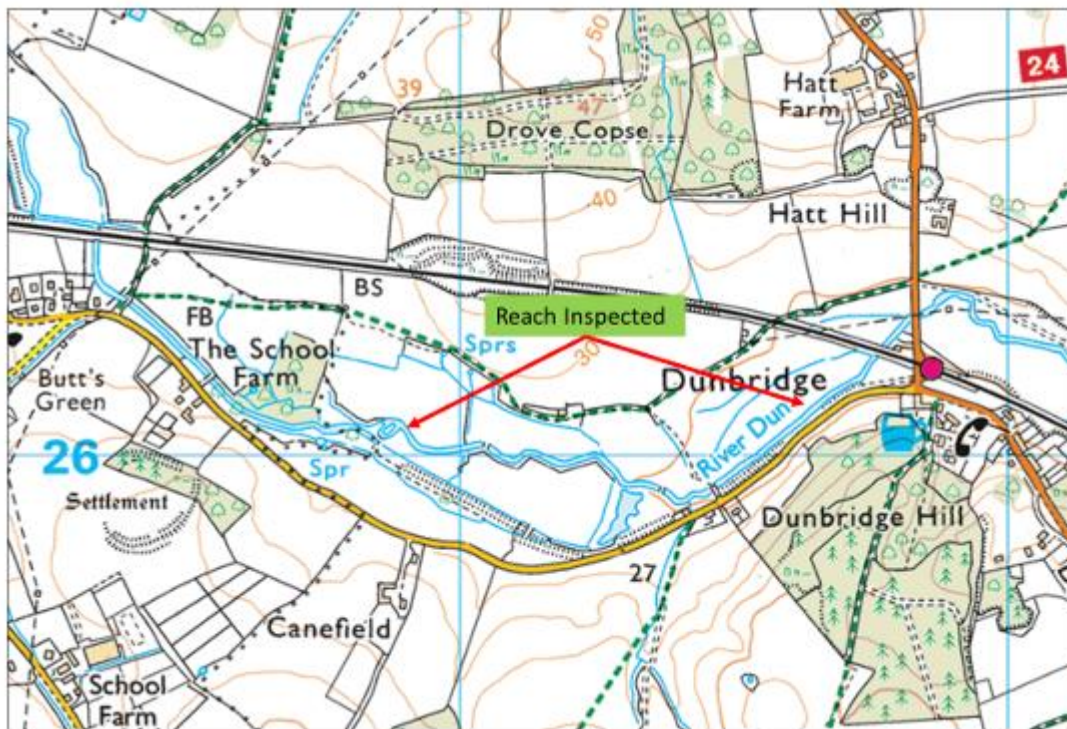 50
24
39
47
Hatt
Farm
Drove Copse
40
Hatt Hill
BS
Reach Inspected
FB
Sprs
30
The School
Farm
Dunbridge
Butt's
Green
River Dun
26
Spr
Settlement
Dunbridge Hill
27
Canefield
School
Farm